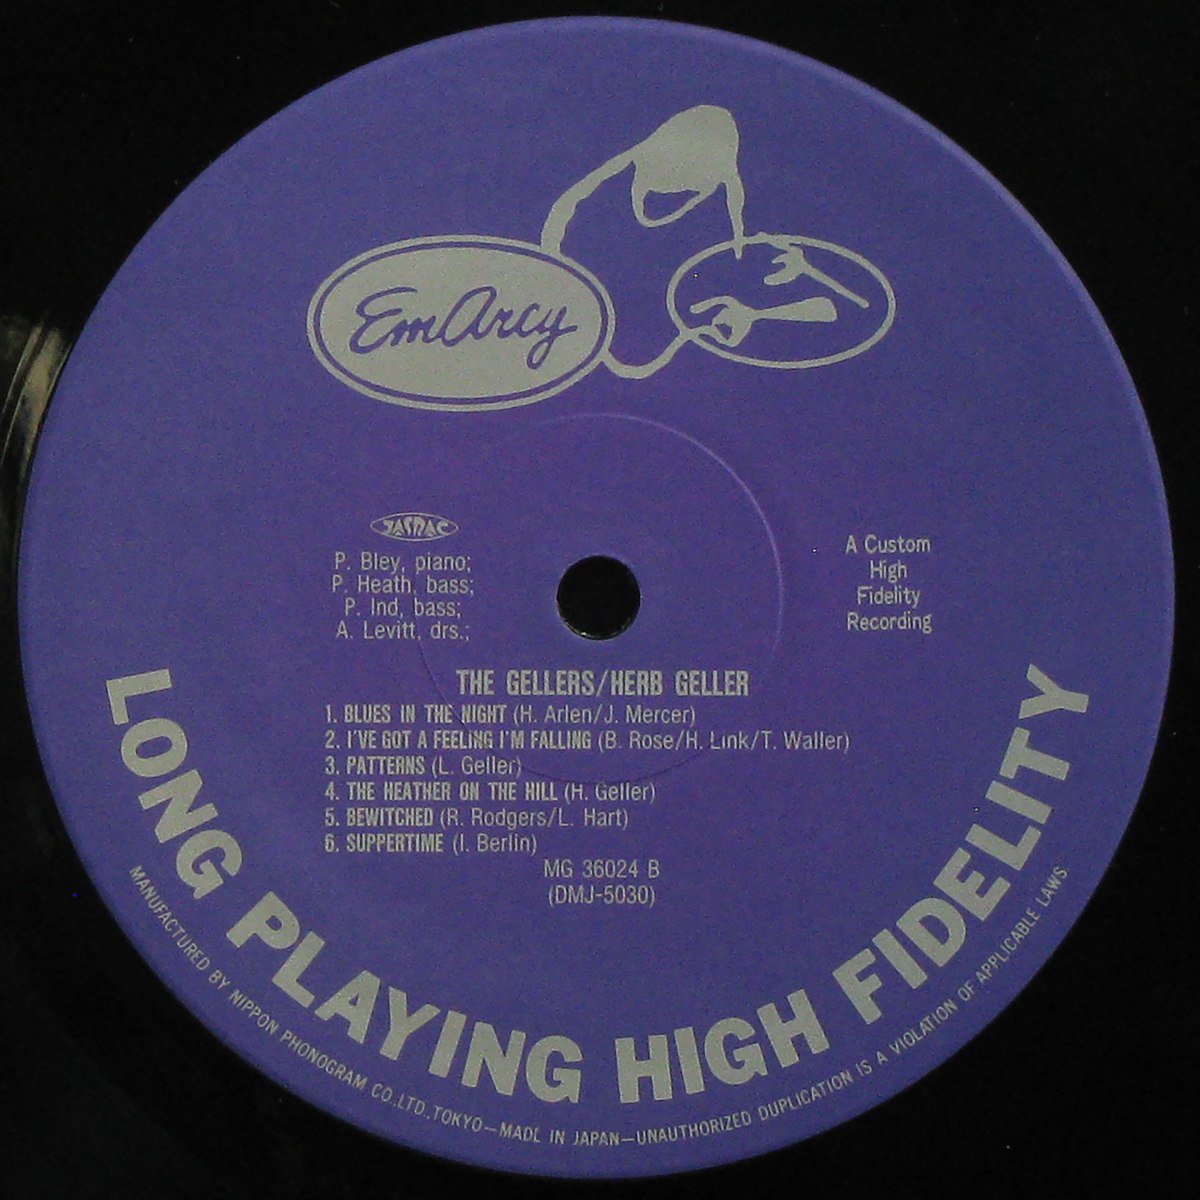 EmArcy
JASRAC
P. Bley, piano;
P. Heath, bass;
P. Ind, bass;
A. Levitt, drs.;
A Custom
High
Fidelity
Recording
THE GELLERS/HERB GELLER
1. BLUES IN THE NIGHT (H. Arlen/J. Mercer)
2. I'VE GOT A FEELING I'M FALLING (B. Rose/H. Link/T. Waller)
3. PATTERNS (L. Geller)
4. THE HEATHER ON THE HILL (H. Geller)
5. BEWITCHED (R. Rodgers/L. Hart)
6. SUPPERTIME (I. Berlin)
MG 36024 B
(DMJ-5030)
LONG PLAYING HIGH FIDELITY
MANUFACTURED BY NIPPON PHONOGRAM CO.,LTD.,TOKYO—MADE IN JAPAN—UNAUTHORIZED DUPLICATION IS A VIOLATION OF APPLICABLE LAWS.